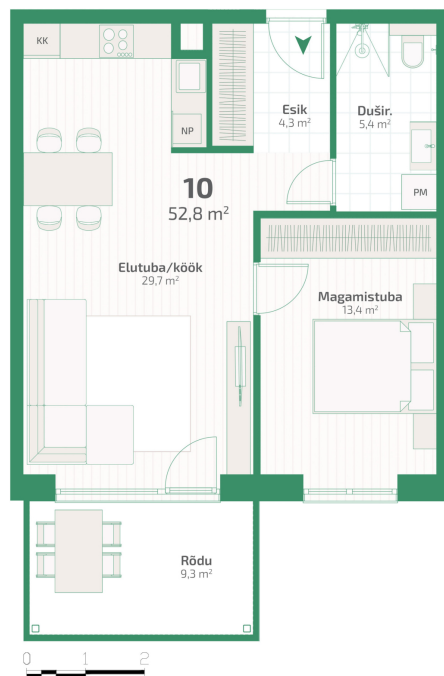 KK
NP
Esik
4,3 m²
Dušir.
5,4 m²
PM
10
52,8 m²
Elutuba/köök
29,7 m²
Magamistuba
13,4 m²
Rõdu
9,3 m²
0 1 2